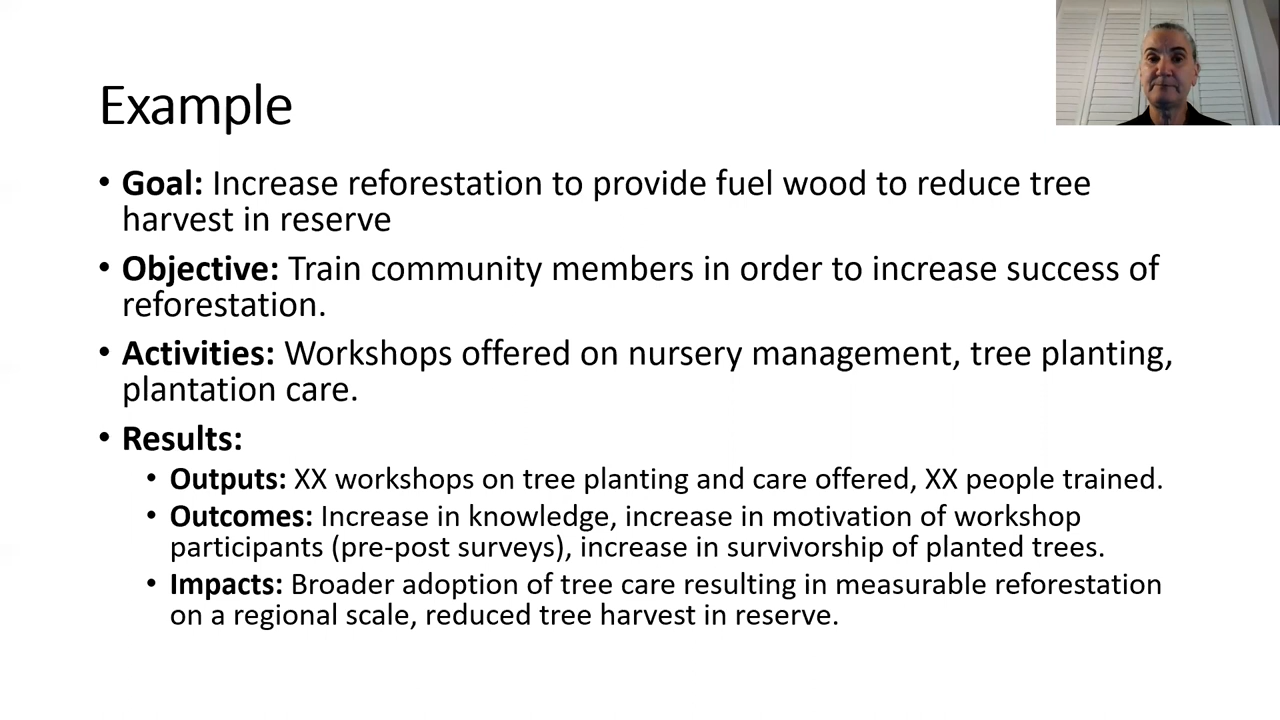 Example
• Goal: Increase reforestation to provide fuel wood to reduce tree
harvest in reserve
• Objective: Train community members in order to increase success of
reforestation.
• Activities: Workshops offered on nursery management, tree planting,
plantation care.
• Results:
• Outputs: XX workshops on tree planting and care offered, XX people trained.
• Outcomes: Increase in knowledge, increase in motivation of workshop
participants (pre-post surveys), increase in survivorship of planted trees.
• Impacts: Broader adoption of tree care resulting in measurable reforestation
on a regional scale, reduced tree harvest in reserve.